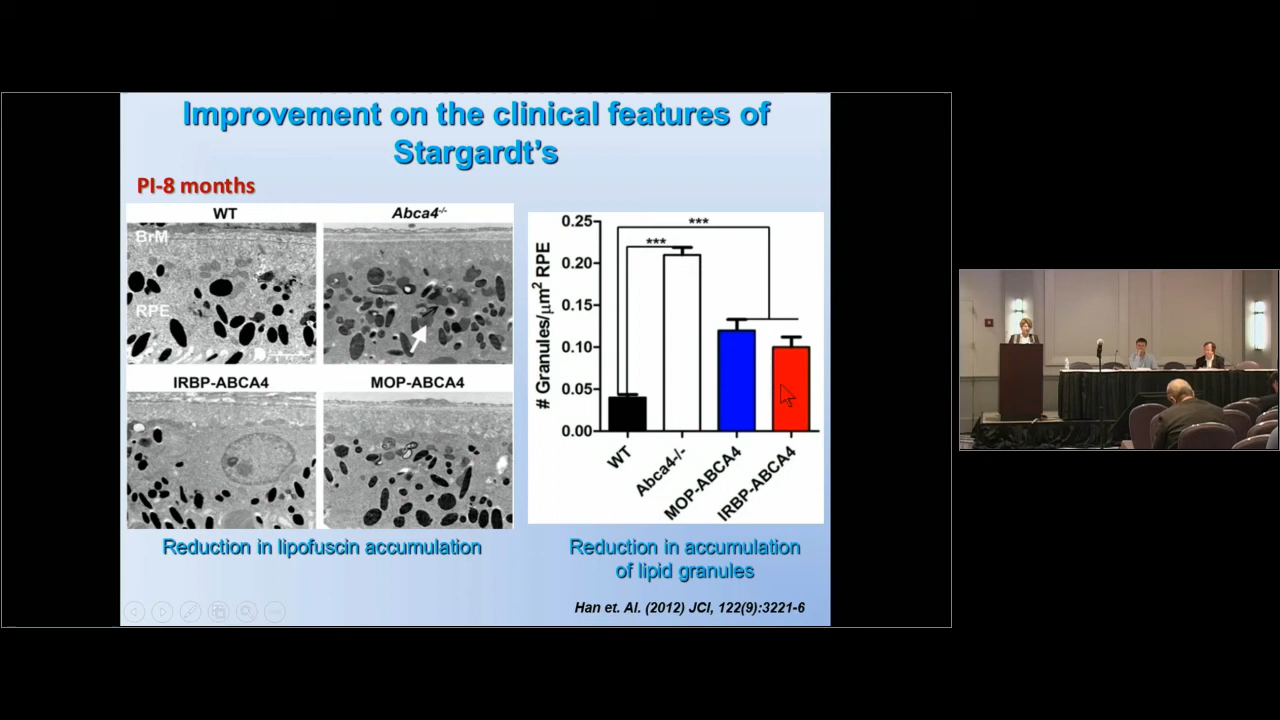 Improvement on the clinical features of
Stargardt's
PI-8 months
WT
Abca4-/-
BrM
RPE
IRBP-ABCA4
MOP-ABCA4
Reduction in lipofuscin accumulation
# Granules/μm2 RPE
0.25
0.20
0.15
0.10
0.05
0.00
***
***
WT
Abca4-/-
MOP-ABCA4
IRBP-ABCA4
Reduction in accumulation
of lipid granules
Han et. Al. (2012) JCI, 122(9):3221-6